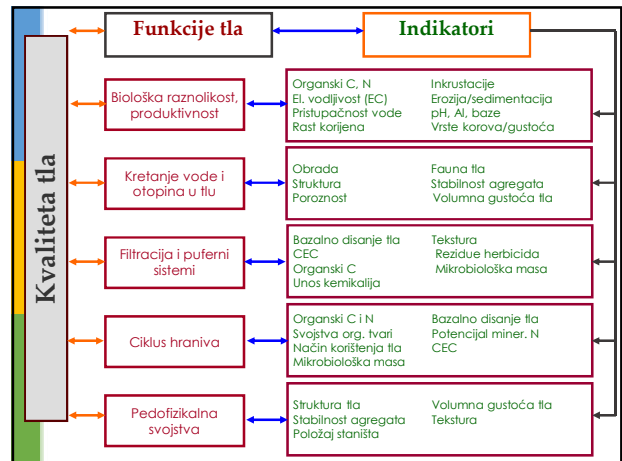 Funkcije tla
Indikatori
Kvaliteta tla
Biološka raznolikost,
produktivnost
Organski C, N
El. vodljivost (EC)
Pristupačnost vode
Rast korijena
Inkrustacije
Erozija/sedimentacija
pH, Al, baze
Vrste korova/gustoća
Kretanje vode i
otopina u tlu
Obrada
Struktura
Poroznost
Fauna tla
Stabilnost agregata
Volumna gustoća tla
Filtracija i puferni
sistemi
Bazalno disanje tla
CEC
Organski C
Unos kemikalija
Tekstura
Rezidue herbicida
Mikrobiološka masa
Ciklus hraniva
Organski C i N
Svojstva org. tvari
Način korištenja tla
Mikrobiološka masa
Bazalno disanje tla
Potencijal miner. N
CEC
Pedofizikalna
svojstva
Struktura tla
Stabilnost agregata
Položaj staništa
Volumna gustoća tla
Tekstura